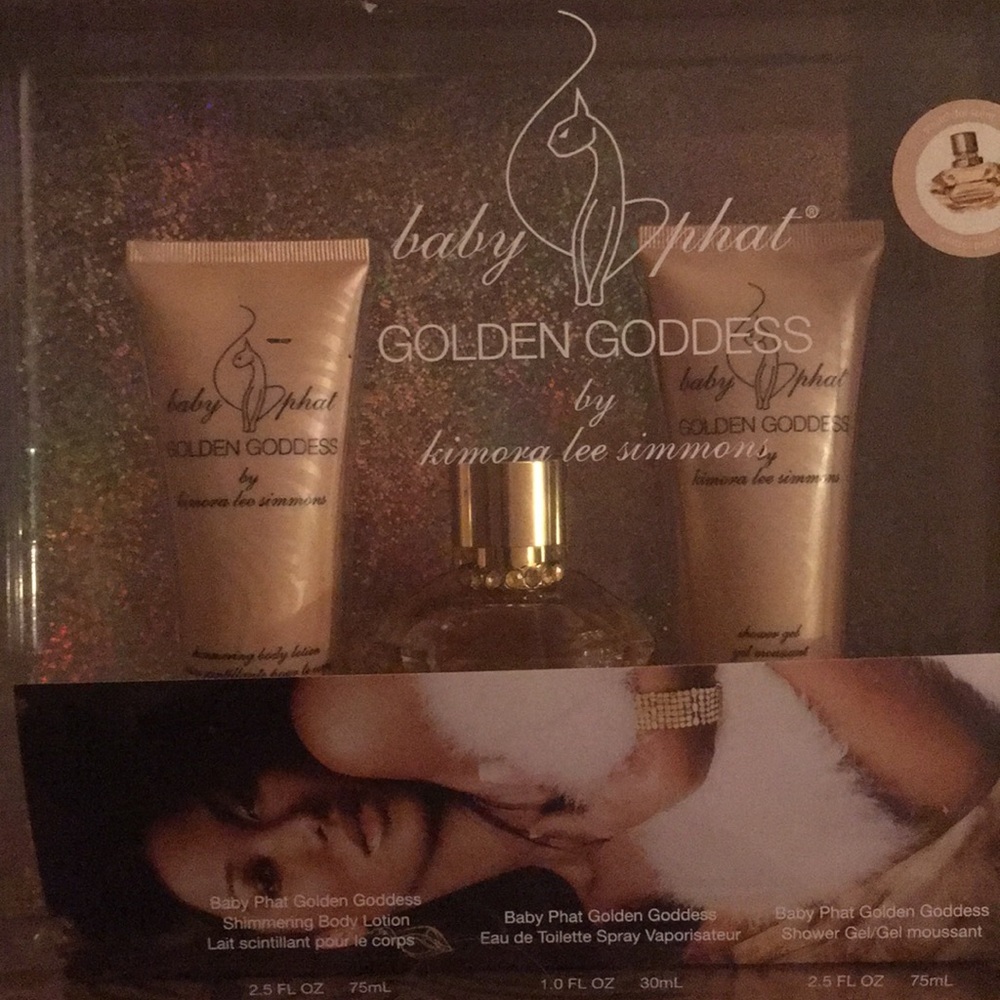 baby phat®
GOLDEN GODDESS
by
kimora lee simmons
baby phat
GOLDEN GODDESS
by
kimora lee simmons
shimmering body lotion
baby phat
GOLDEN GODDESS
by
kimora lee simmons
shower gel
gel moussant
Baby Phat Golden Goddess
Shimmering Body Lotion
Lait scintillant pour le corps
2.5 FL OZ 75mL
Baby Phat Golden Goddess
Eau de Toilette Spray Vaporisateur
1.0 FL OZ 30mL
Baby Phat Golden Goddess
Shower Gel/Gel moussant
2.5 FL OZ 75mL